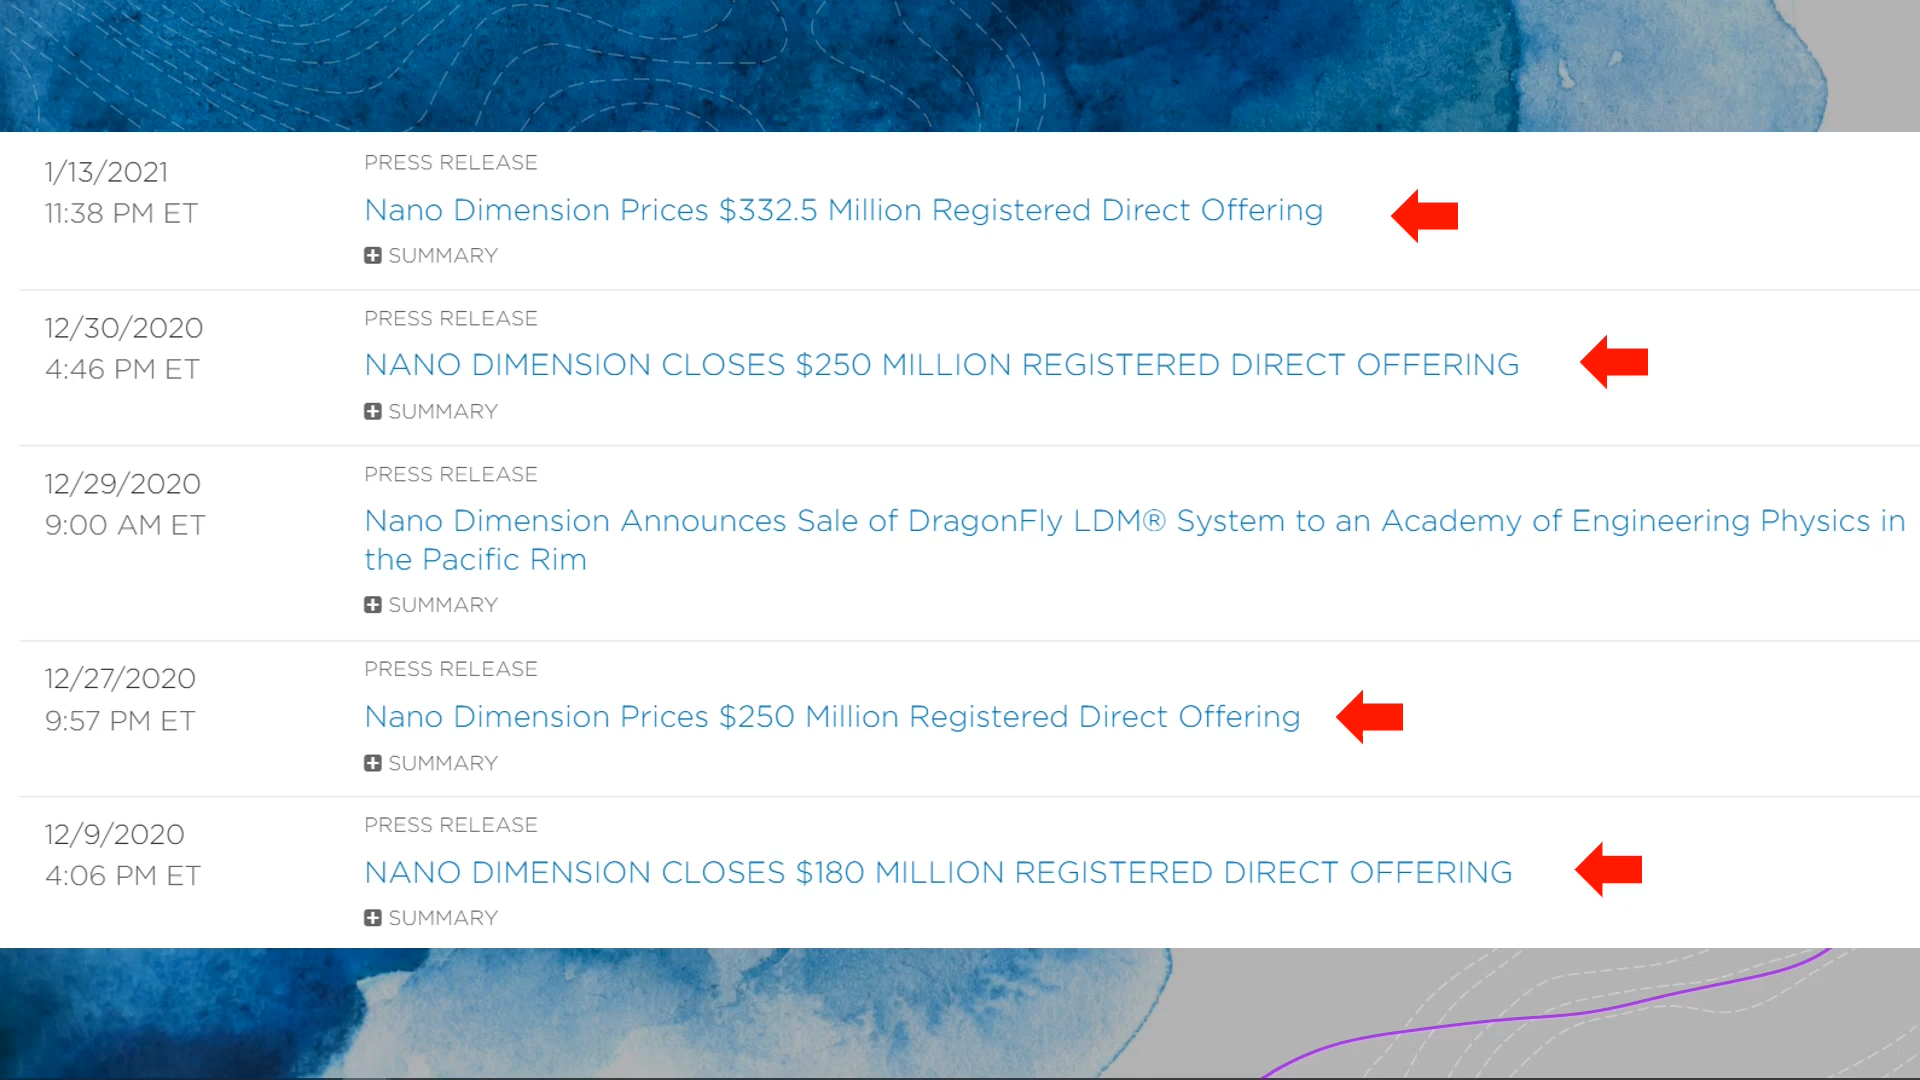 1/13/2021
11:38 PM ET
PRESS RELEASE
Nano Dimension Prices $332.5 Million Registered Direct Offering
SUMMARY
12/30/2020
4:46 PM ET
PRESS RELEASE
NANO DIMENSION CLOSES $250 MILLION REGISTERED DIRECT OFFERING
SUMMARY
12/29/2020
9:00 AM ET
PRESS RELEASE
Nano Dimension Announces Sale of DragonFly LDM® System to an Academy of Engineering Physics in
the Pacific Rim
SUMMARY
12/27/2020
9:57 PM ET
PRESS RELEASE
Nano Dimension Prices $250 Million Registered Direct Offering
SUMMARY
12/9/2020
4:06 PM ET
PRESS RELEASE
NANO DIMENSION CLOSES $180 MILLION REGISTERED DIRECT OFFERING
SUMMARY